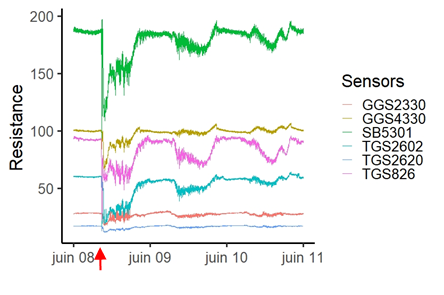 200
150
100
50
Resistance
juin 08 juin 09 juin 10 juin 11
Sensors
GGS2330
GGS4330
SB5301
TGS2602
TGS2620
TGS826